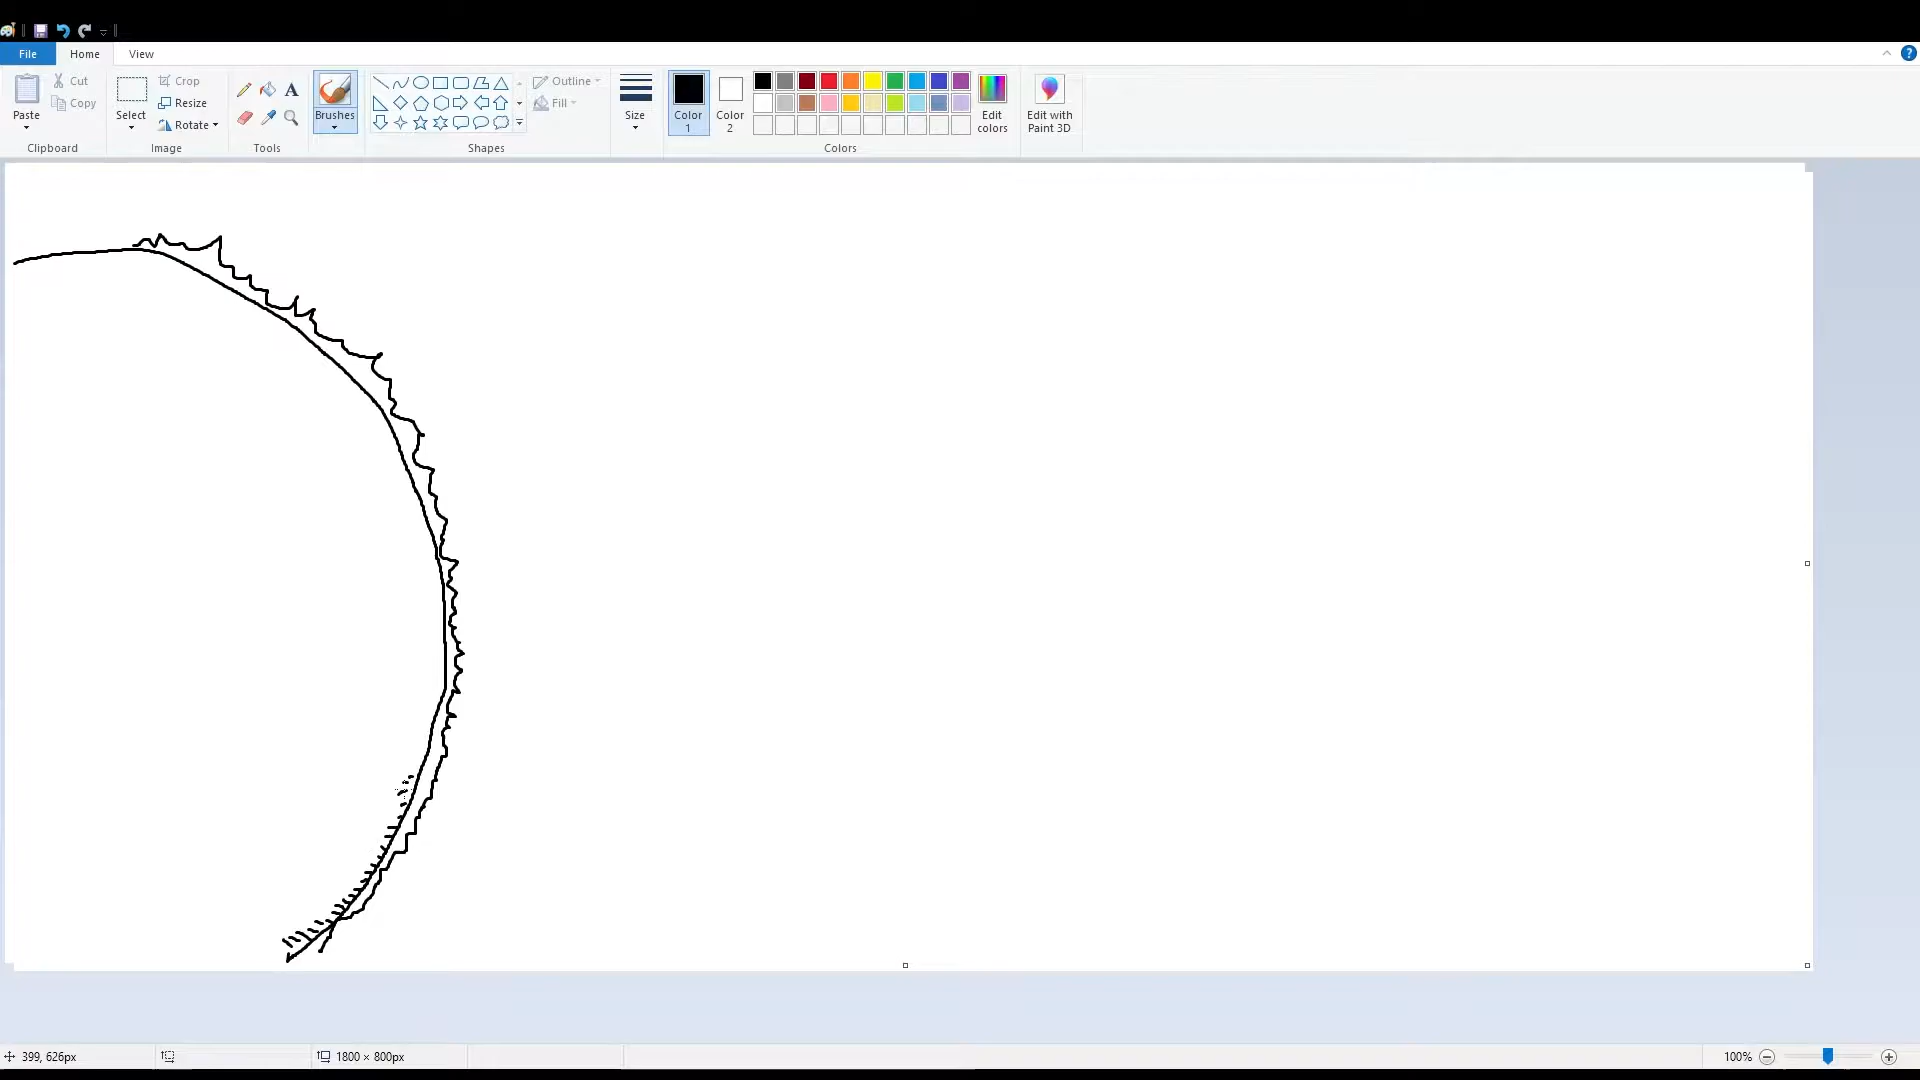 File Home View
Paste Cut Copy Clipboard
Select Crop Resize Rotate Image
Tools
Brushes
Outline Fill Shapes
Size
Color 1 Color 2 Edit colors Colors
Edit with Paint 3D
399, 626px 1800 × 800px 100%